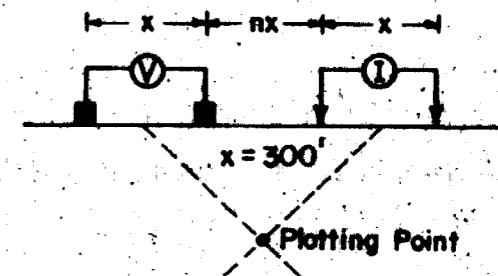 x nx x
V I
x = 300'
Plotting Point